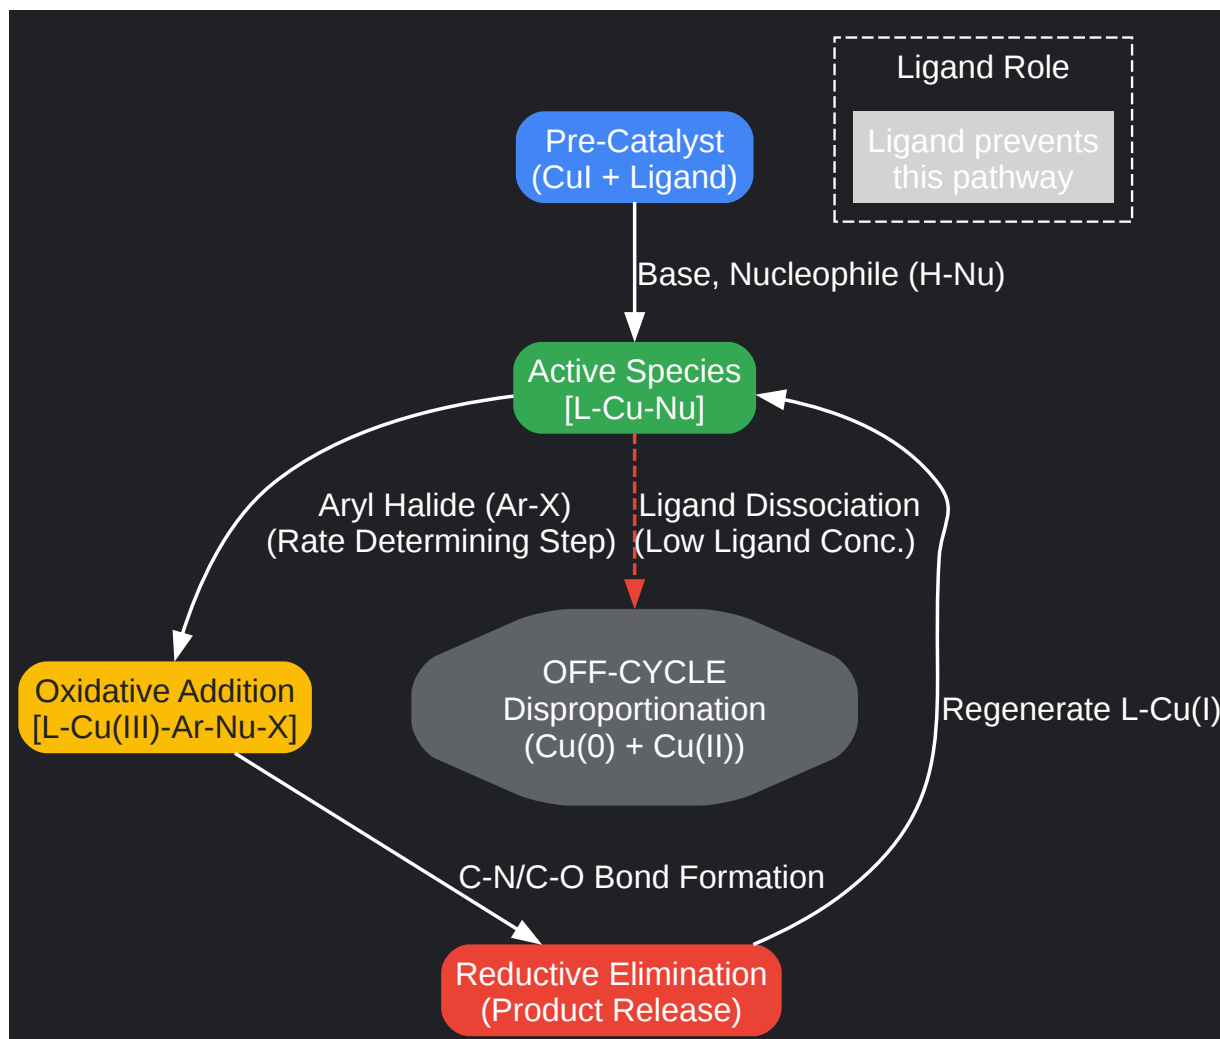 Ligand Role
Ligand prevents
this pathway
Pre-Catalyst
(CuI + Ligand)
Base, Nucleophile (H-Nu)
Active Species
[L-Cu-Nu]
Aryl Halide (Ar-X)
(Rate Determining Step)
Ligand Dissociation
(Low Ligand Conc.)
Oxidative Addition
[L-Cu(III)-Ar-Nu-X]
OFF-CYCLE
Disproportionation
(Cu(0) + Cu(II))
Regenerate L-Cu(I)
C-N/C-O Bond Formation
Reductive Elimination
(Product Release)